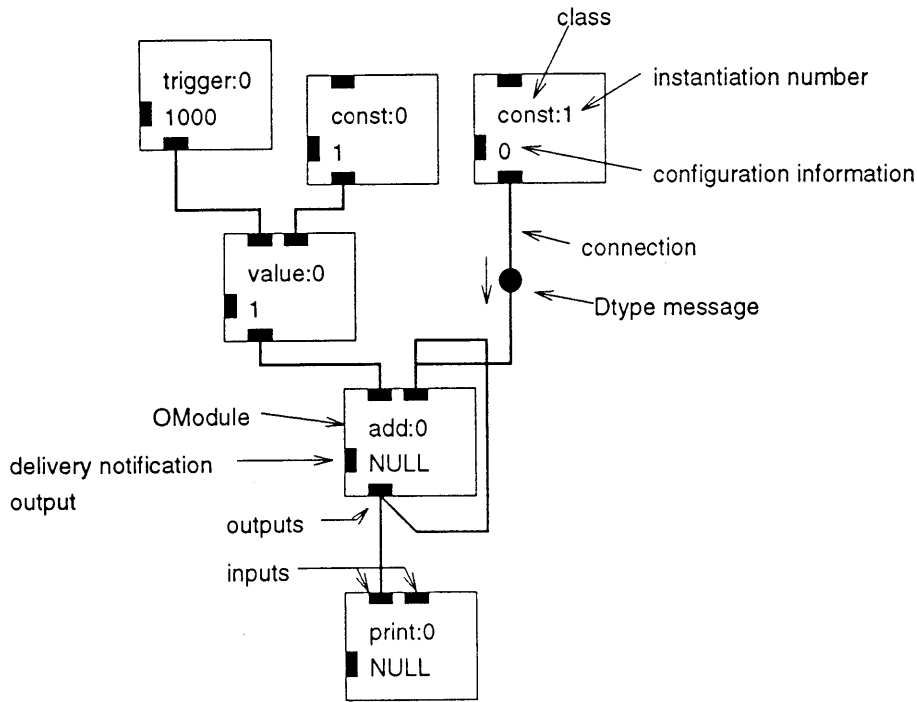 class
trigger:0
1000
const:0
1
const:1
0
instantiation number
configuration information
connection
Dtype message
value:0
1
OModule
add:0
NULL
delivery notification
output
outputs
inputs
print:0
NULL